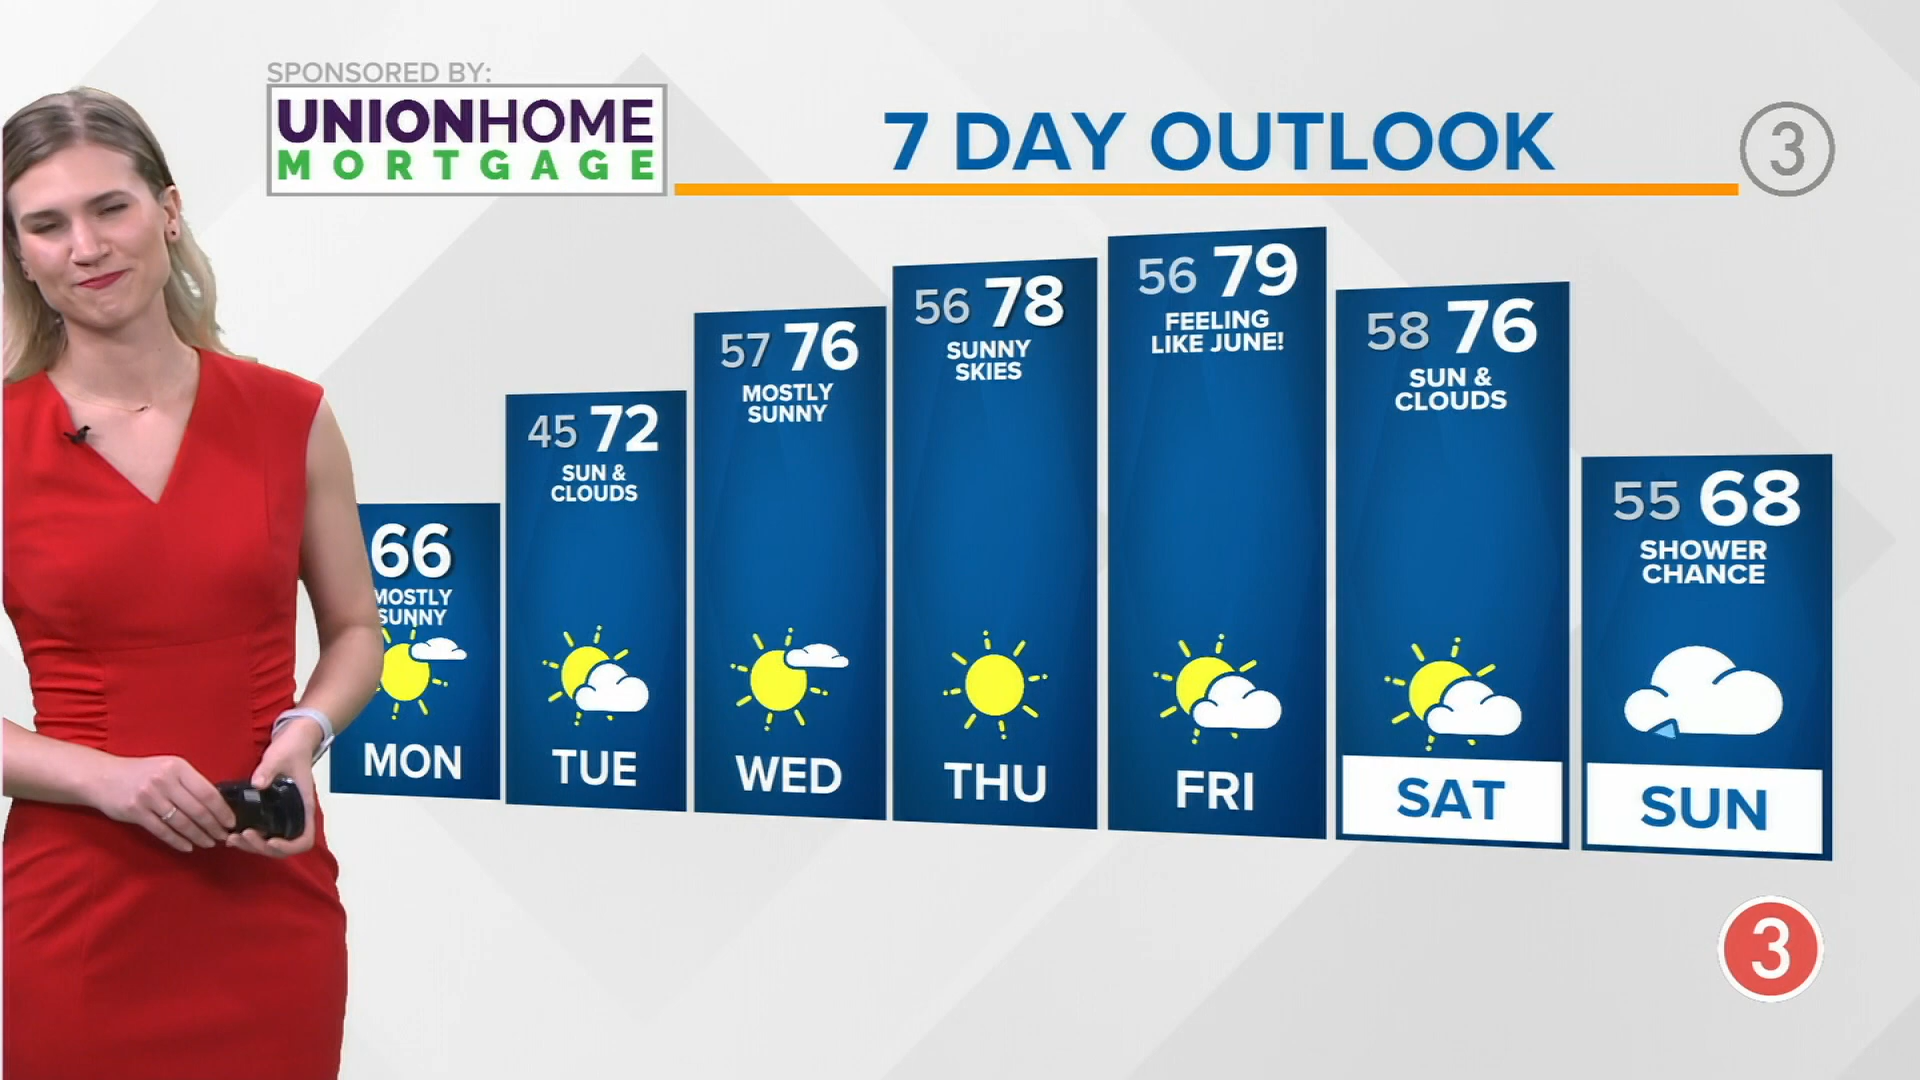 SPONSORED BY:
UNIONHOME
MORTGAGE
7 DAY OUTLOOK
3
66
MOSTLY
SUNNY
MON
45 72
SUN &
CLOUDS
TUE
57 76
MOSTLY
SUNNY
WED
56 78
SUNNY
SKIES
THU
56 79
FEELING
LIKE JUNE!
FRI
58 76
SUN &
CLOUDS
SAT
55 68
SHOWER
CHANCE
SUN
3